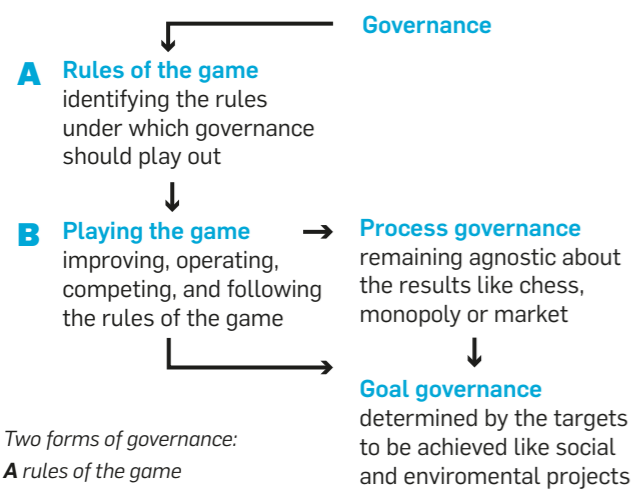 Governance
A Rules of the game
identifying the rules
under which governance
should play out
B Playing the game
improving, operating,
competing, and following
the rules of the game
Process governance
remaining agnostic about
the results like chess,
monopoly or market
Goal governance
determined by the targets
to be achieved like social
and enviromental projects
Two forms of governance:
A rules of the game